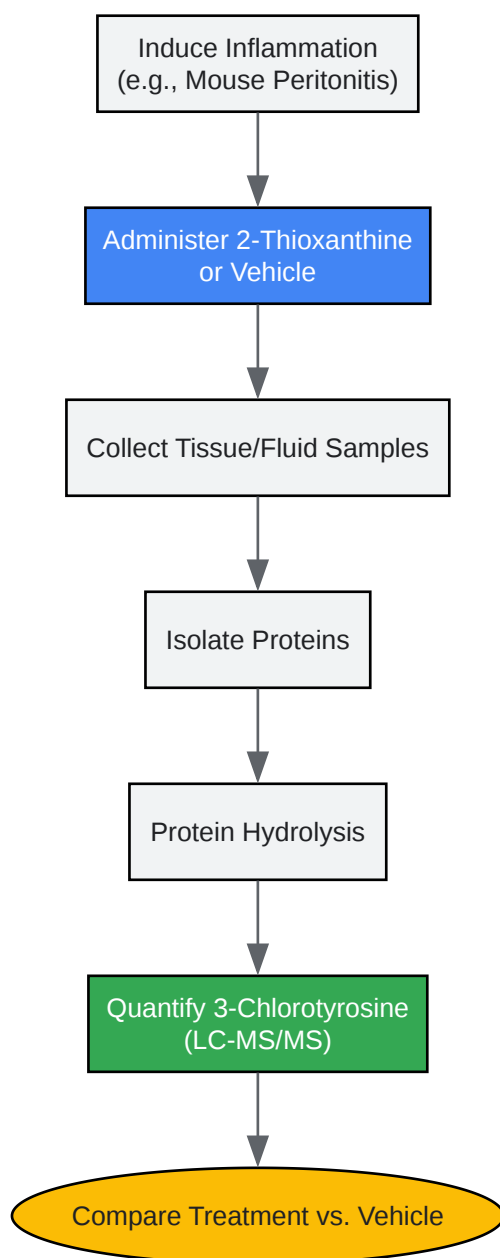 Induce Inflammation
(e.g., Mouse Peritonitis)
Administer 2-Thioxanthine
or Vehicle
Collect Tissue/Fluid Samples
Isolate Proteins
Protein Hydrolysis
Quantify 3-Chlorotyrosine
(LC-MS/MS)
Compare Treatment vs. Vehicle